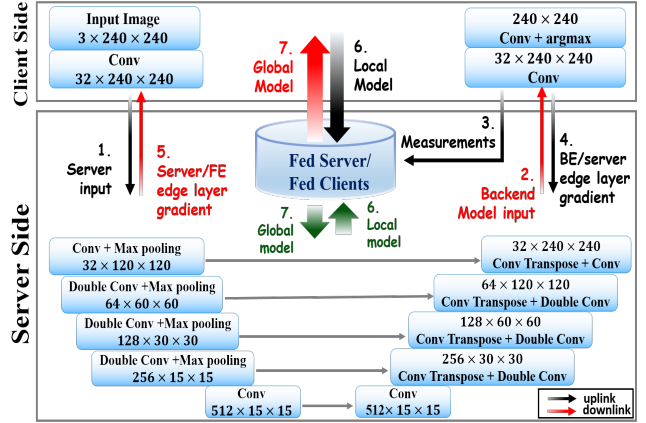 Client Side
Input Image
3 × 240 × 240
Conv
32 × 240 × 240
7.
Global
Model
6.
Local
Model
240 × 240
Conv + argmax
32 × 240 × 240
Conv
Server Side
1.
Server
input
5.
Server/FE
edge layer
gradient
Fed Server/
Fed Clients
3.
Measurements
2.
Backend
Model input
4.
BE/server
edge layer
gradient
7.
Global
model
6.
Local
model
Conv + Max pooling
32 × 120 × 120
32 × 240 × 240
Conv Transpose + Conv
Double Conv +Max pooling
64 × 60 × 60
64 × 120 × 120
Conv Transpose + Double Conv
Double Conv +Max pooling
128 × 30 × 30
128 × 60 × 60
Conv Transpose + Double Conv
Double Conv +Max pooling
256 × 15 × 15
256 × 30 × 30
Conv Transpose + Double Conv
Conv
512 × 15 × 15
Conv
512× 15 × 15
uplink
downlink